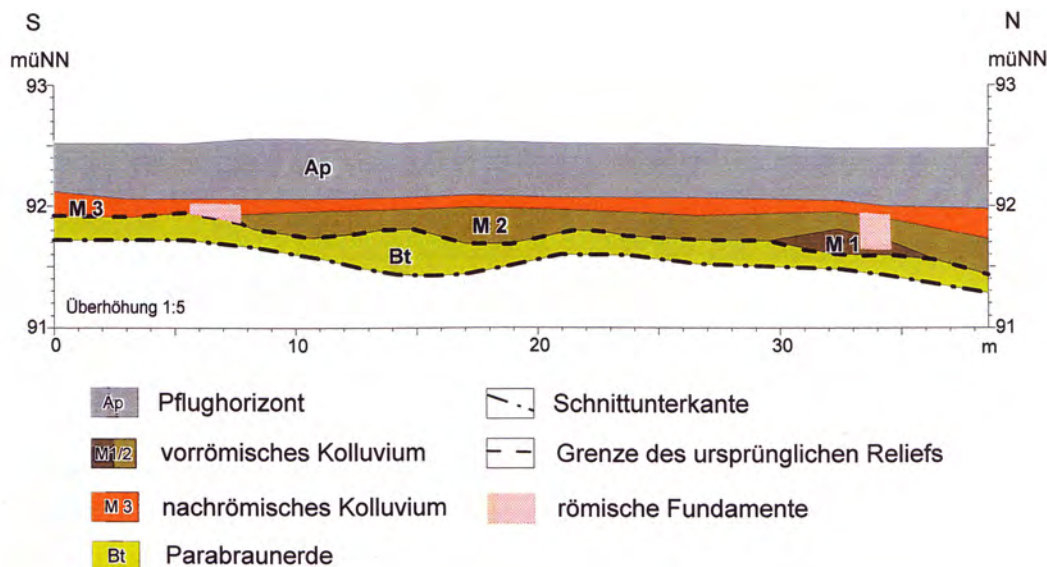 S N
müNN müNN
93 93
Ap
92 92
M 3
M 2
M 1
Bt
Überhöhung 1:5
91 91
0 10 20 30 m
Ap Pflughorizont
M1/2 vorrömisches Kolluvium
M 3 nachrömisches Kolluvium
Bt Parabraunerde
Schnittunterkante
Grenze des ursprünglichen Reliefs
römische Fundamente